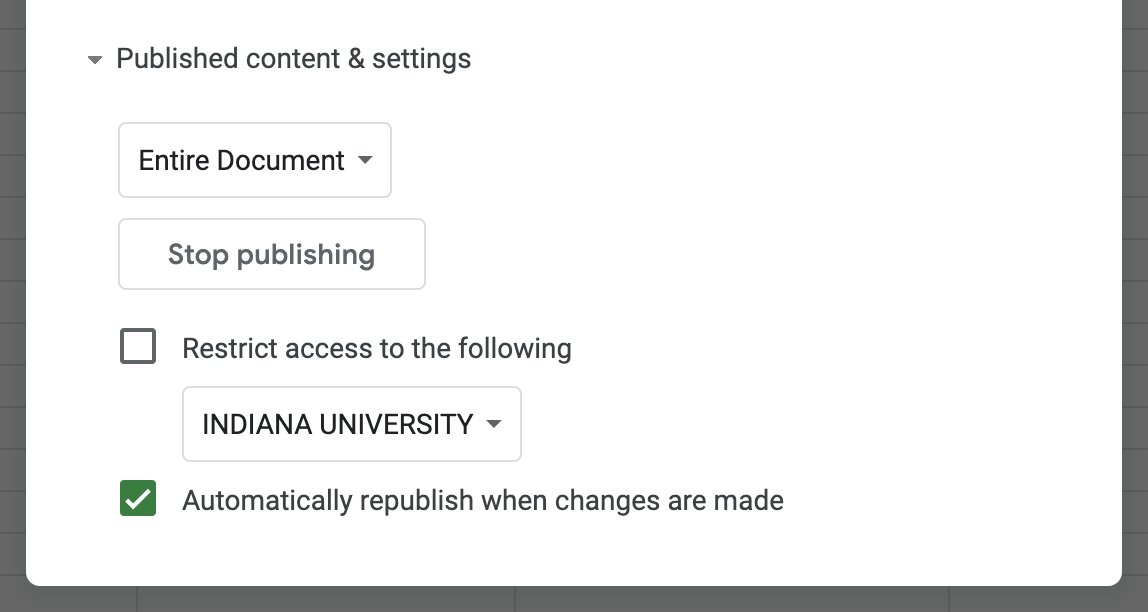 Published content & settings
Entire Document
Stop publishing
Restrict access to the following
INDIANA UNIVERSITY
Automatically republish when changes are made